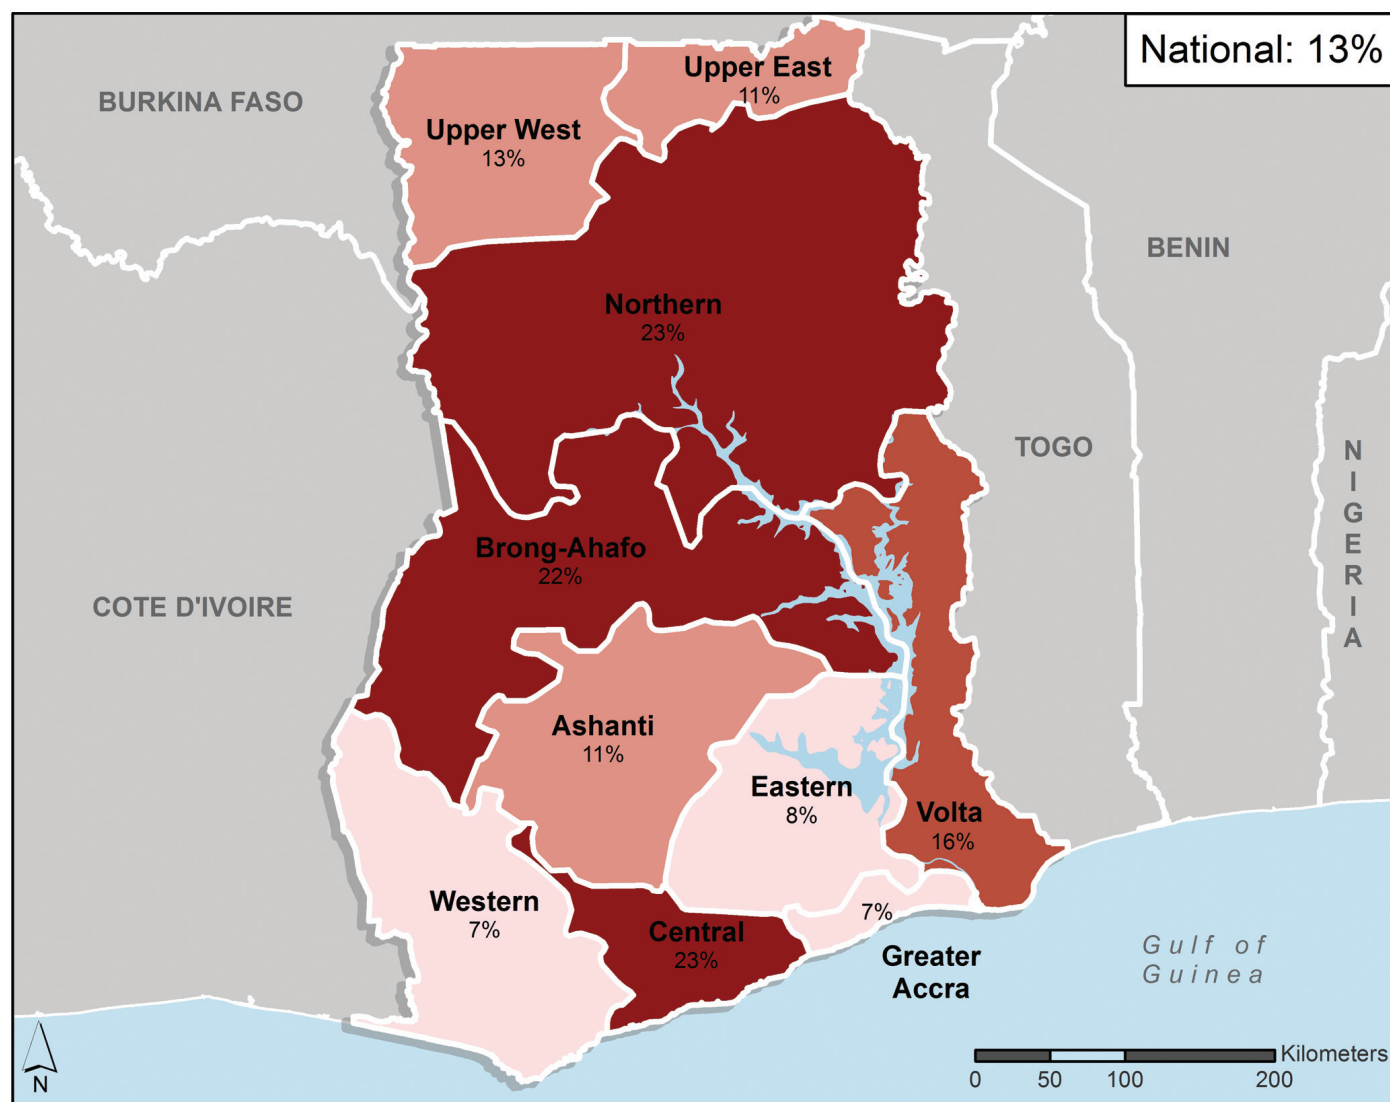 National: 13%
BURKINA FASO
Upper East
11%
Upper West
13%
BENIN
Northern
23%
TOGO
NIGERIA
Brong-Ahafo
22%
COTE D'IVOIRE
Ashanti
11%
Eastern
8%
Volta
16%
Western
7%
7%
Central
23%
Greater
Accra
Gulf of
Guinea
N
Kilometers
0 50 100 200